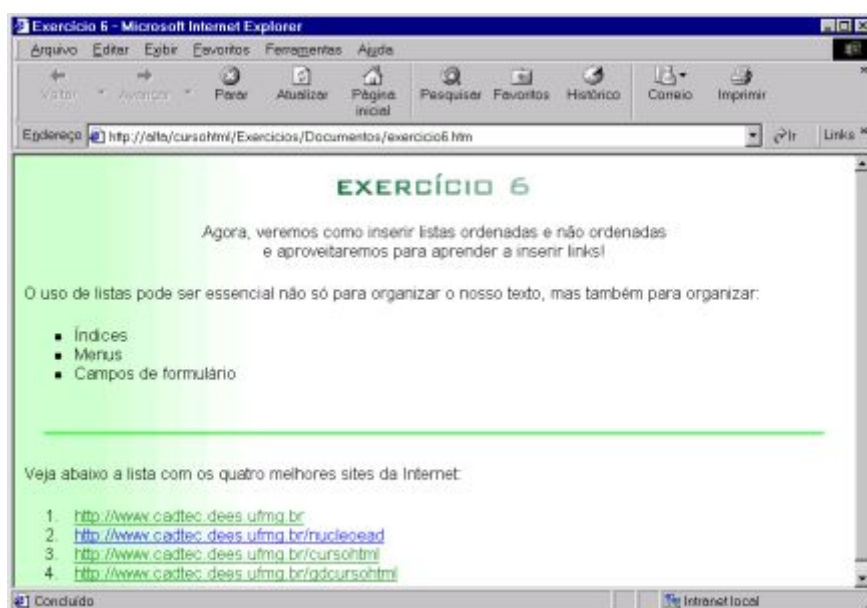 Exercício 6 - Microsoft Internet Explorer
Arquivo Editar Exibir Favoritos Ferramentas Ajuda
Voltar Avançar Parar Atualizar Página inicial Pesquisar Favoritos Histórico Correio Imprimir
Endereço http://alta/cursohtml/Exercicios/Documentos/exercicio6.htm Ir Links
EXERCÍCIO 6
Agora, veremos como inserir listas ordenadas e não ordenadas
e aproveitaremos para aprender a inserir links!
O uso de listas pode ser essencial não só para organizar o nosso texto, mas também para organizar:
Índices
Menus
Campos de formulário
Veja abaixo a lista com os quatro melhores sites da Internet:
1. http://www.cadtec.dees.ufmg.br
2. http://www.cadtec.dees.ufmg.br/nucleoead
3. http://www.cadtec.dees.ufmg.br/cursohtml
4. http://www.cadtec.dees.ufmg.br/gdcursohtml
Concluído Intranet local